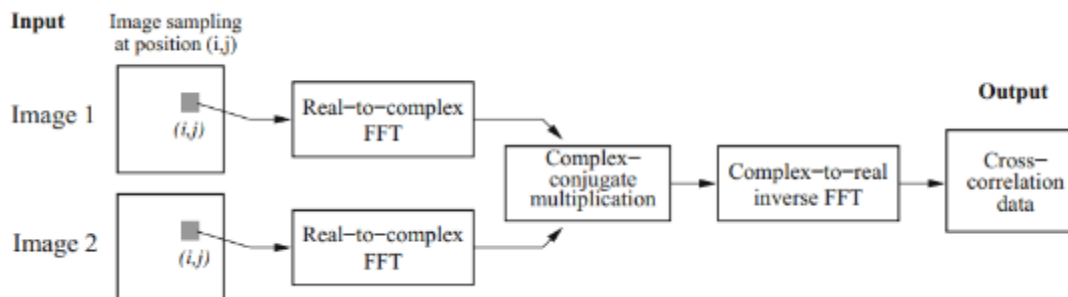 Input
Image sampling
at position (i,j)
Image 1
(i,j)
Real−to−complex
FFT
Image 2
(i,j)
Real−to−complex
FFT
Complex−
conjugate
multiplication
Complex−to−real
inverse FFT
Output
Cross−
correlation
data